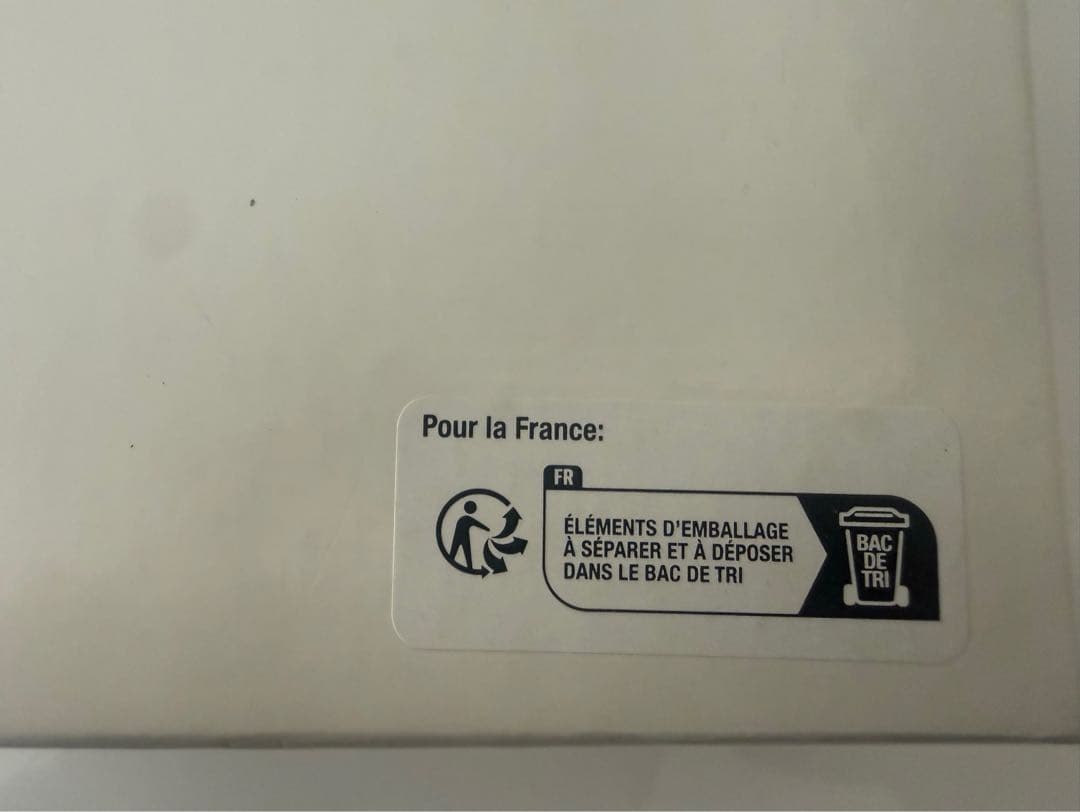 Pour la France:
FR
ÉLÉMENTS D'EMBALLAGE
À SÉPARER ET À DÉPOSER
DANS LE BAC DE TRI
BAC
DE
TRI